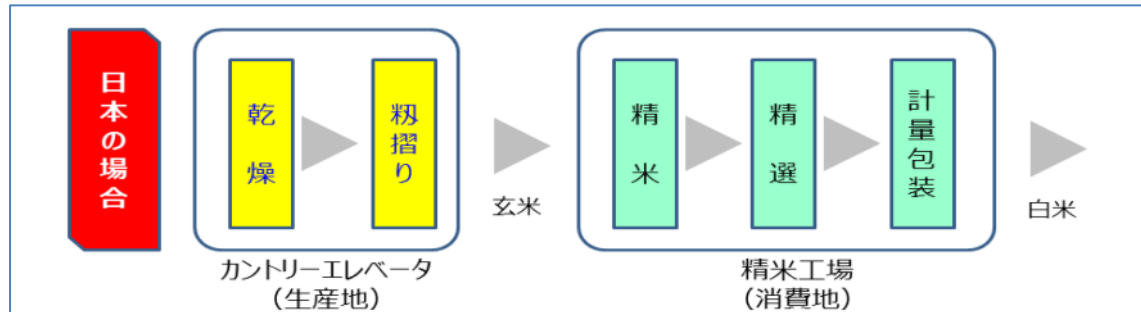 日本の場合
乾燥
籾摺り
玄米
精米
精選
計量包装
白米
カントリーエレベータ
(生産地)
精米工場
(消費地)